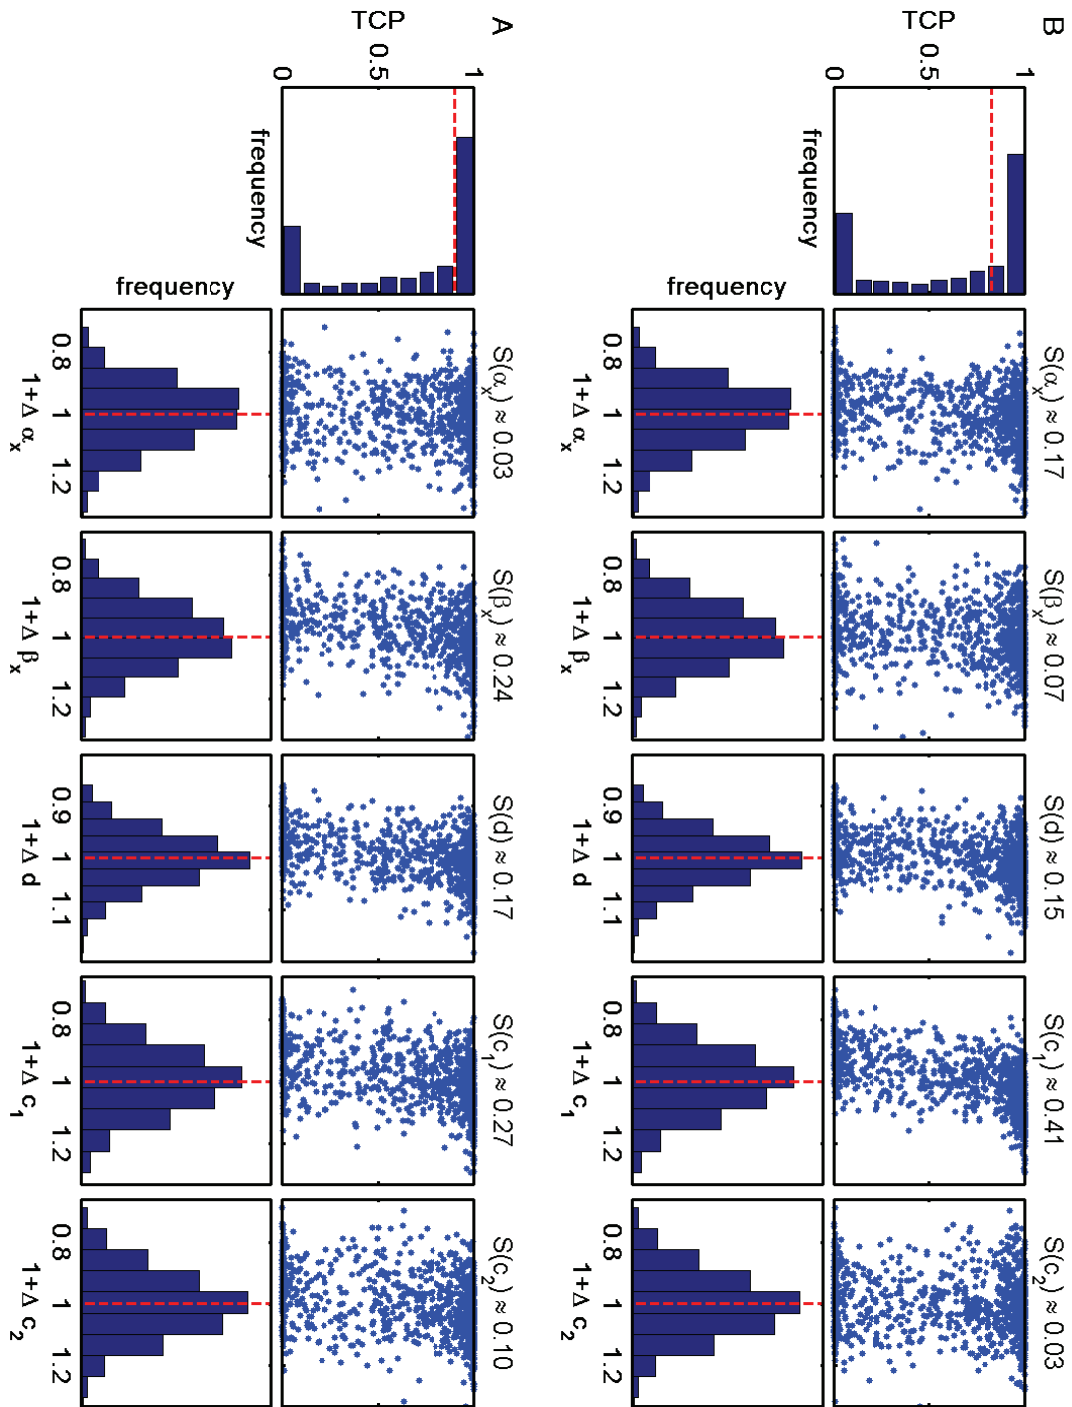 A
TCP
1
0.5
0
frequency
S(αx) ≈ 0.03
S(βx) ≈ 0.24
S(d) ≈ 0.17
S(c1) ≈ 0.27
S(c2) ≈ 0.10
frequency
0.8 1 1.2
0.8 1 1.2
0.9 1 1.1
0.8 1 1.2
0.8 1 1.2
1+Δ αx
1+Δ βx
1+Δ d
1+Δ c1
1+Δ c2
B
TCP
1
0.5
0
frequency
S(αx) ≈ 0.17
S(βx) ≈ 0.07
S(d) ≈ 0.15
S(c1) ≈ 0.41
S(c2) ≈ 0.03
frequency
0.8 1 1.2
0.8 1 1.2
0.9 1 1.1
0.8 1 1.2
0.8 1 1.2
1+Δ αx
1+Δ βx
1+Δ d
1+Δ c1
1+Δ c2